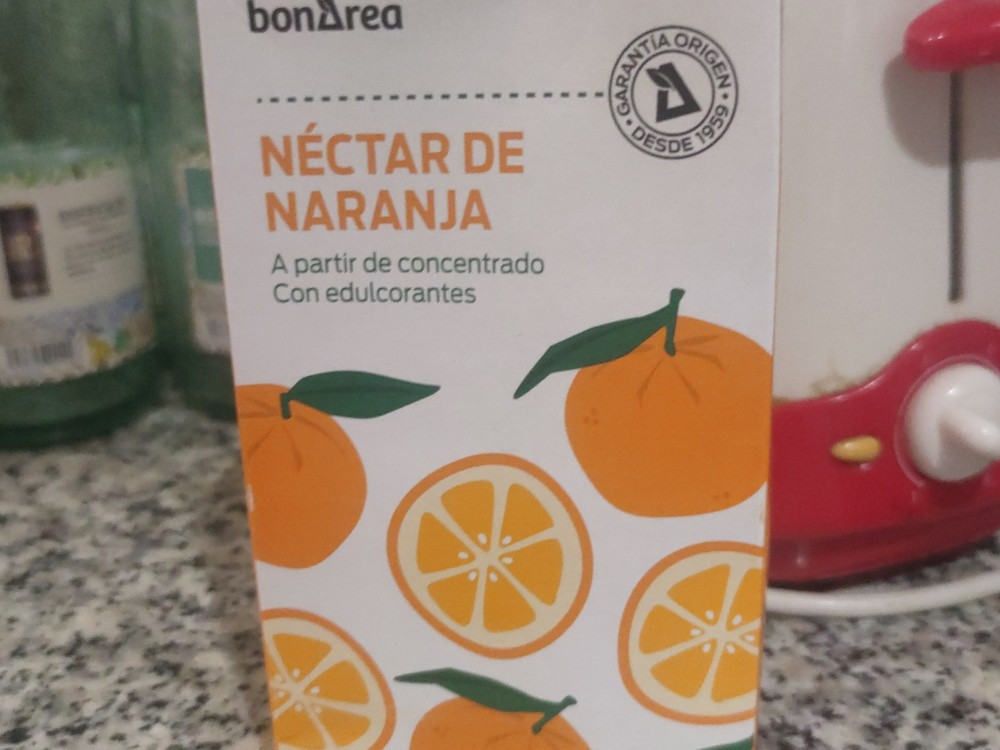 bonÀrea
GARANTÍA ORIGEN
• DESDE 1959 •
NÉCTAR DE
NARANJA
A partir de concentrado
Con edulcorantes